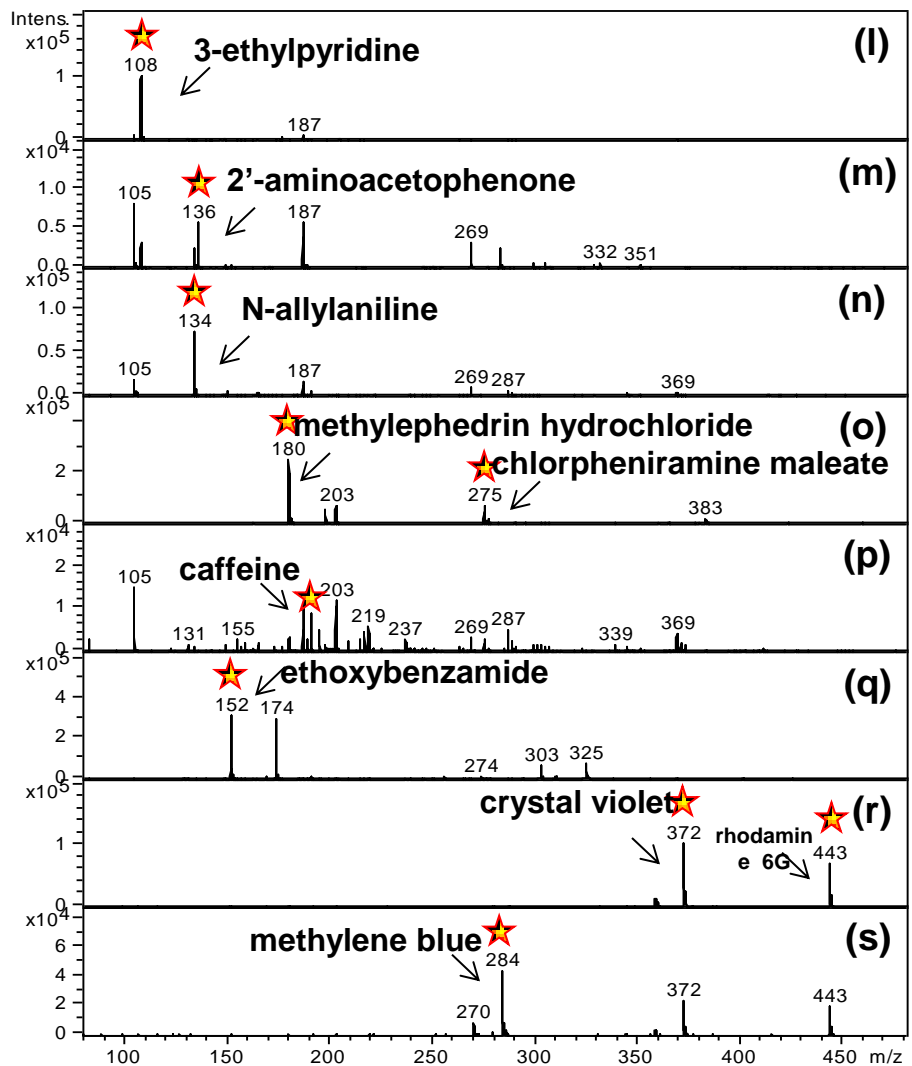 Intens.
x10^5
(l)
3-ethylpyridine
108
1
187
0
x10^4
(m)
2’-aminoacetophenone
1.0
105
136
187
0.5
269
332
351
0.0
x10^5
(n)
1.0
134
N-allylaniline
0.5
105
187
269
287
369
0.0
x10^5
(o)
methylephedrin hydrochloride
chlorpheniramine maleate
2
180
203
275
383
0
x10^4
(p)
2
caffeine
105
203
1
131
155
219
237
269
287
339
369
0
x10^5
(q)
ethoxybenzamide
4
152
174
2
274
303
325
0
x10^5
(r)
crystal violet
372
rhodamin
e 6G
1
443
0
x10^4
(s)
6
methylene blue
284
4
372
443
2
270
0
100 150 200 250 300 350 400 450 m/z